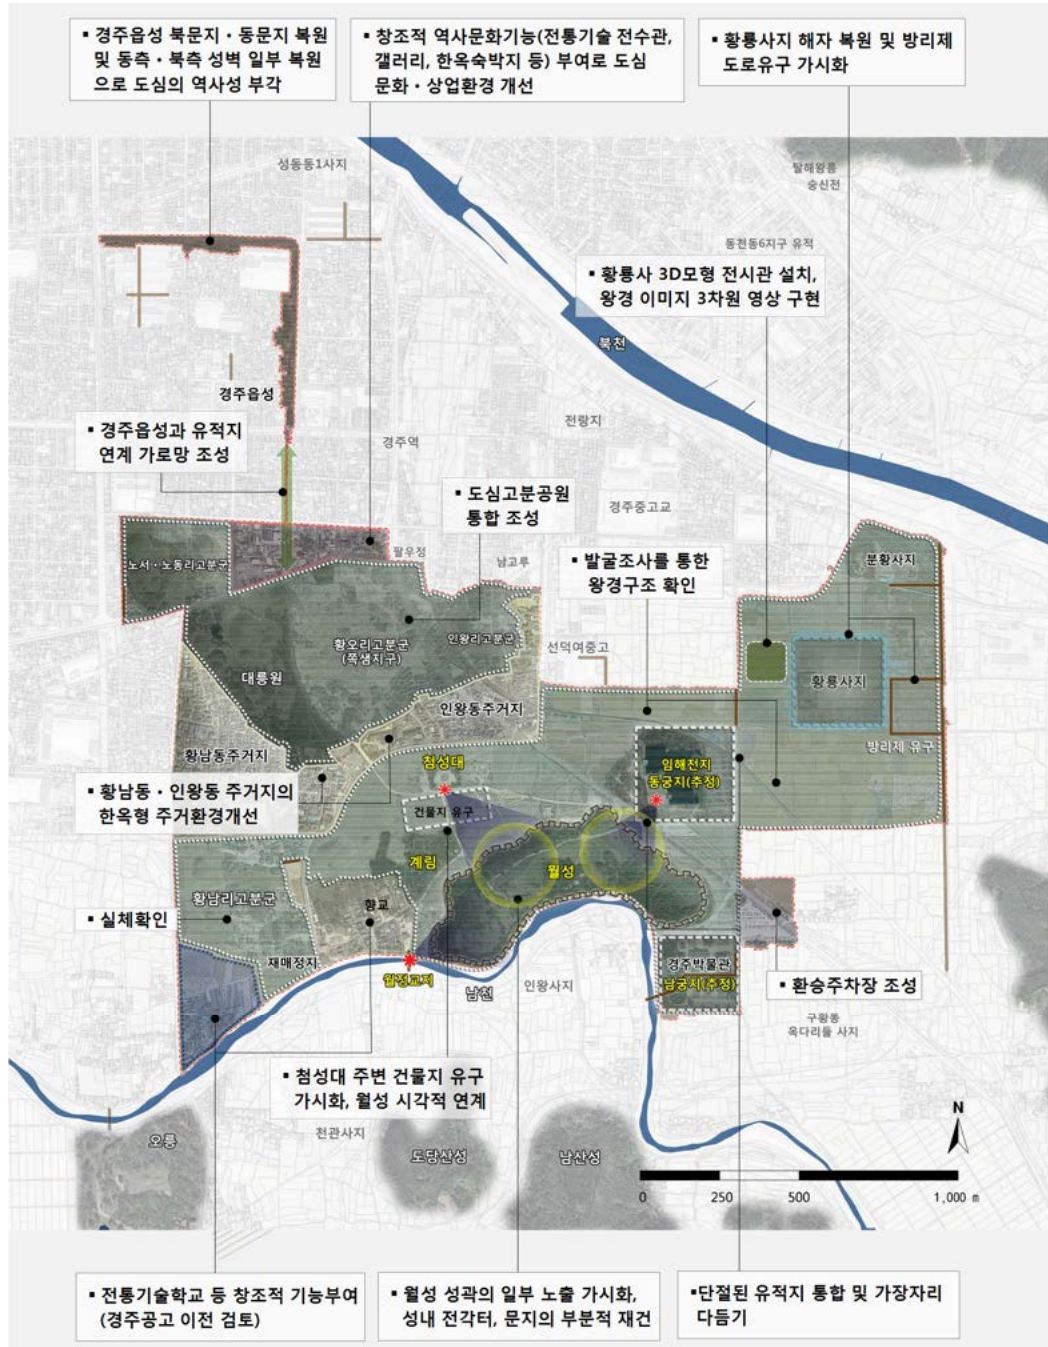 ▪ 경주읍성 북문지・동문지 복원
및 동측・북측 성벽 일부 복원
으로 도심의 역사성 부각
▪ 창조적 역사문화기능(전통기술 전수관,
갤러리, 한옥숙박지 등) 부여로 도심
문화・상업환경 개선
▪ 황룡사지 해자 복원 및 방리제
도로유구 가시화
성동동1사지
탈해왕릉
숭신전
동천동6지구 유적
▪ 황룡사 3D모형 전시관 설치,
왕경 이미지 3차원 영상 구현
북천
경주읍성
▪ 경주읍성과 유적지
연계 가로망 조성
경주역
전랑지
▪ 도심고분공원
통합 조성
경주중고교
팔우정
남고루
▪ 발굴조사를 통한
왕경구조 확인
분황사지
노서・노동리고분군
황오리고분군
(쪽샘지구)
인왕리고분군
선덕여중고
대릉원
황룡사지
인왕동주거지
방리제 유구
황남동주거지
첨성대
임해전지
동궁지(추정)
▪ 황남동・인왕동 주거지의
한옥형 주거환경개선
건물지 유구
계림
월성
황남리고분군
향교
▪ 실체확인
재매정지
월정교지
남천
인왕사지
경주박물관
남궁지(추정)
▪ 환승주차장 조성
구황동
옥다리들 사지
▪ 첨성대 주변 건물지 유구
가시화, 월성 시각적 연계
천관사지
오릉
도당산성
남산성
N
0 250 500 1,000 m
▪ 전통기술학교 등 창조적 기능부여
(경주공고 이전 검토)
▪ 월성 성곽의 일부 노출 가시화,
성내 전각터, 문지의 부분적 재건
▪단절된 유적지 통합 및 가장자리
다듬기